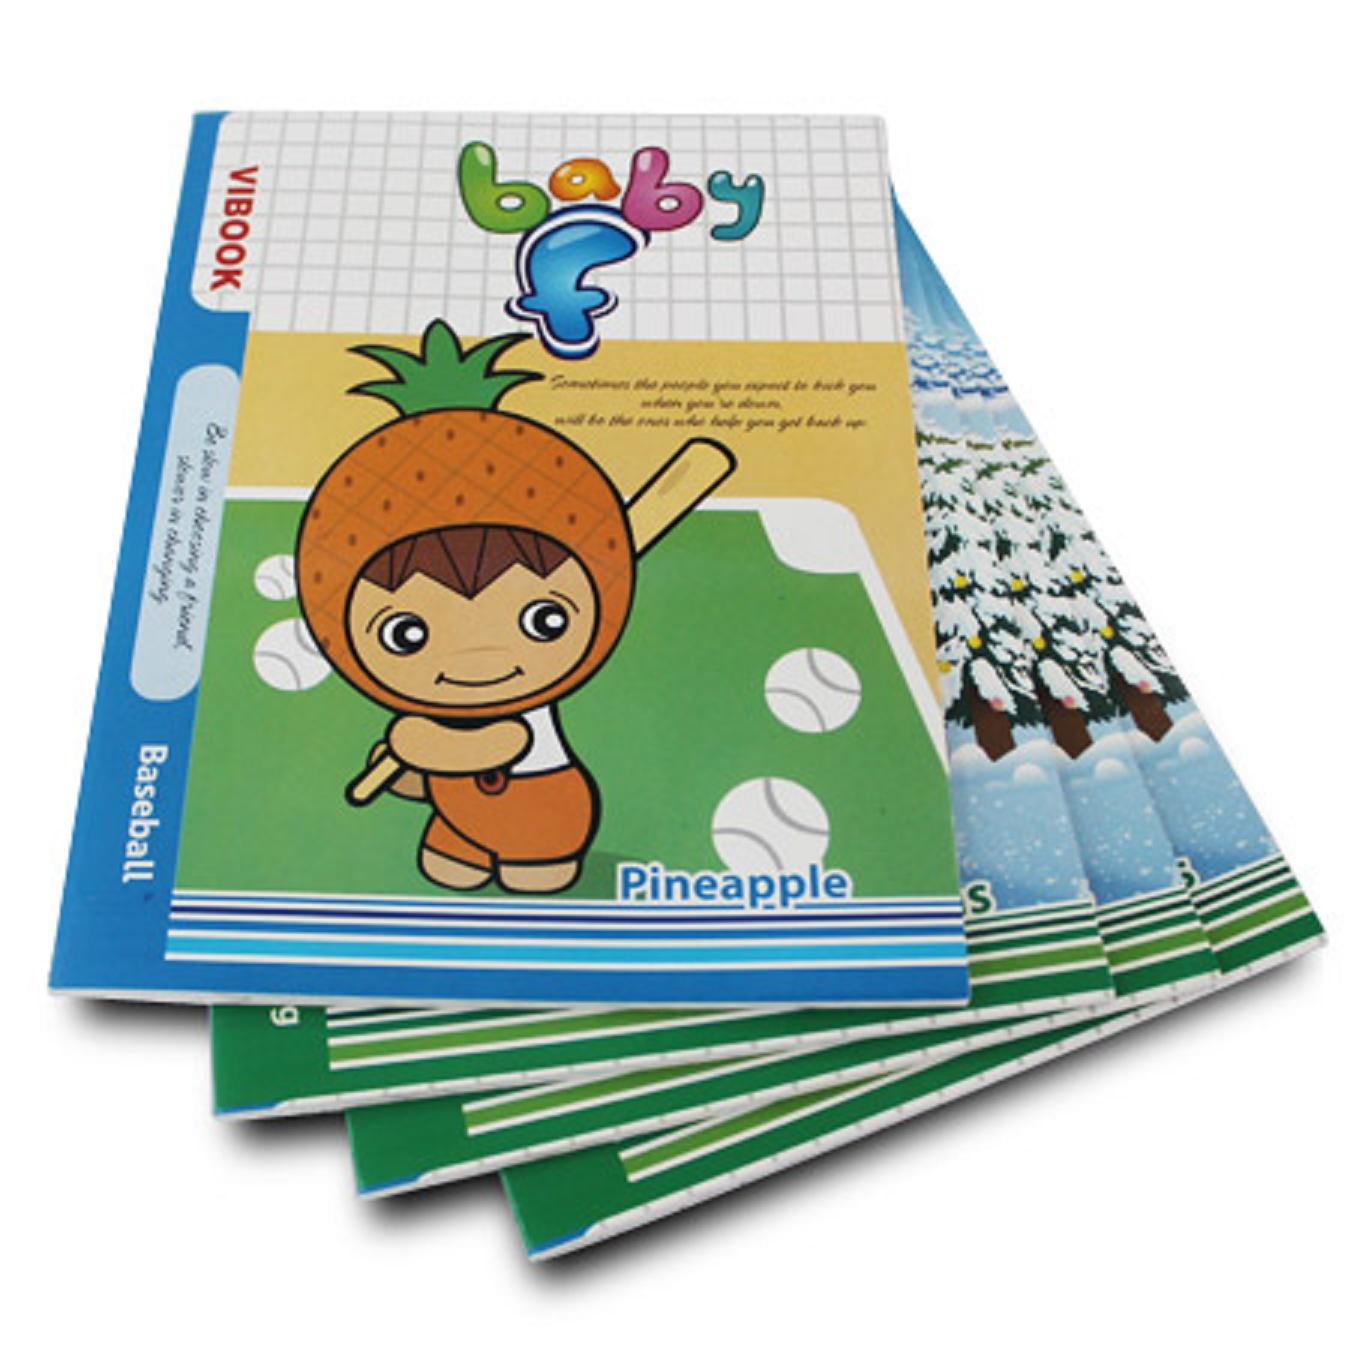 baby
f
VIBOOK
Sometimes the people you expect to kick you
when you're down,
will be the ones who help you get back up.
Be slow in choosing a friend,
slower in changing.
Baseball
Pineapple
s
s
g